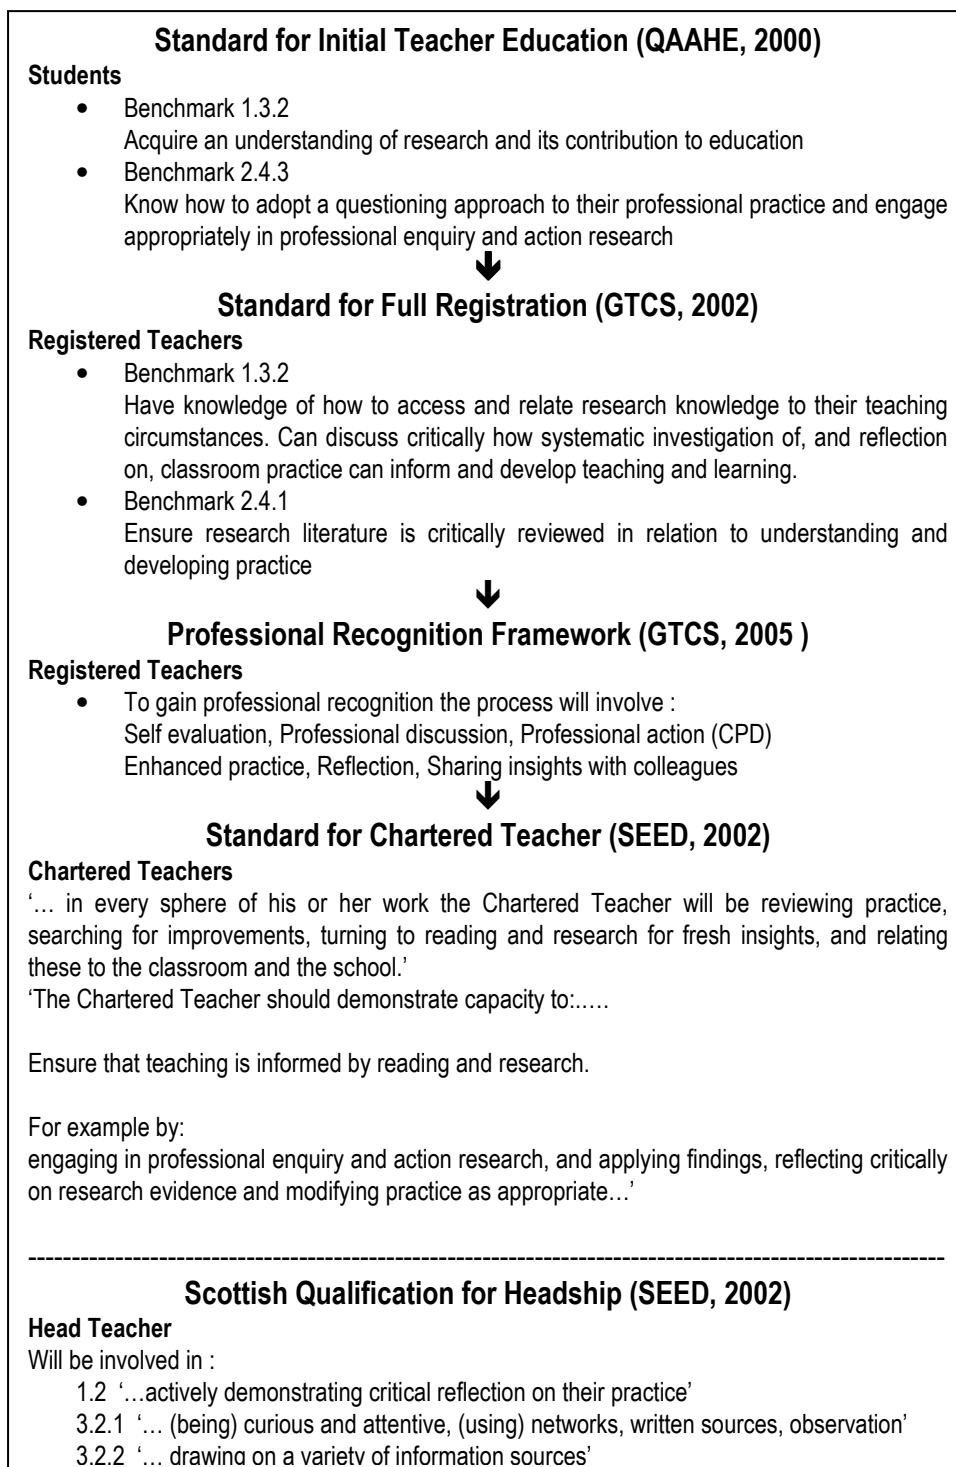 Standard for Initial Teacher Education (QAAHE, 2000)
Students
• Benchmark 1.3.2
Acquire an understanding of research and its contribution to education
• Benchmark 2.4.3
Know how to adopt a questioning approach to their professional practice and engage
appropriately in professional enquiry and action research
Standard for Full Registration (GTCS, 2002)
Registered Teachers
• Benchmark 1.3.2
Have knowledge of how to access and relate research knowledge to their teaching
circumstances. Can discuss critically how systematic investigation of, and reflection
on, classroom practice can inform and develop teaching and learning.
• Benchmark 2.4.1
Ensure research literature is critically reviewed in relation to understanding and
developing practice
Professional Recognition Framework (GTCS, 2005 )
Registered Teachers
• To gain professional recognition the process will involve :
Self evaluation, Professional discussion, Professional action (CPD)
Enhanced practice, Reflection, Sharing insights with colleagues
Standard for Chartered Teacher (SEED, 2002)
Chartered Teachers
‘… in every sphere of his or her work the Chartered Teacher will be reviewing practice,
searching for improvements, turning to reading and research for fresh insights, and relating
these to the classroom and the school.’
‘The Chartered Teacher should demonstrate capacity to:..…
Ensure that teaching is informed by reading and research.
For example by:
engaging in professional enquiry and action research, and applying findings, reflecting critically
on research evidence and modifying practice as appropriate…’
Scottish Qualification for Headship (SEED, 2002)
Head Teacher
Will be involved in :
1.2 ‘…actively demonstrating critical reflection on their practice’
3.2.1 ‘… (being) curious and attentive, (using) networks, written sources, observation’
3.2.2 ‘… drawing on a variety of information sources’